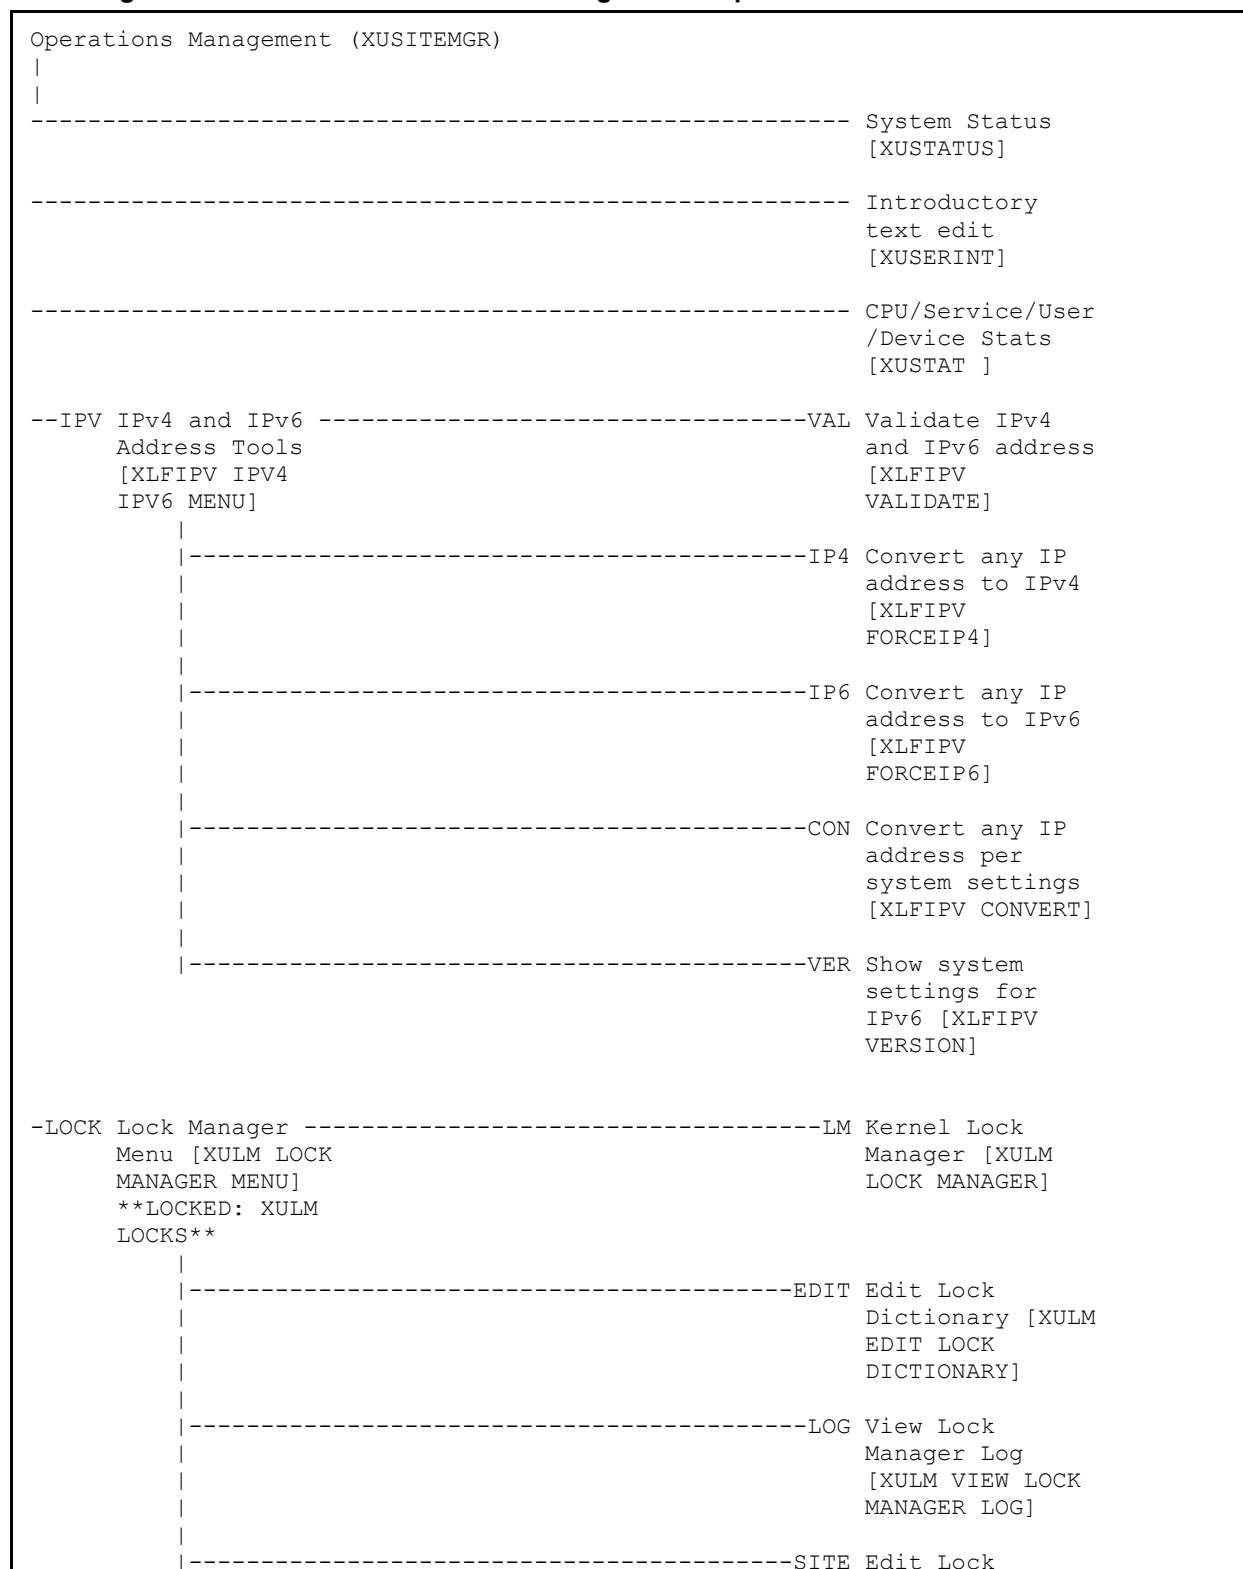 Operations Management (XUSITEMGR)
|
|
--------------------------------------------------------- System Status
[XUSTATUS]
--------------------------------------------------------- Introductory
text edit
[XUSERINT]
--------------------------------------------------------- CPU/Service/User
/Device Stats
[XUSTAT ]
--IPV IPv4 and IPv6 ----------------------------------VAL Validate IPv4
Address Tools and IPv6 address
[XLFIPV IPV4 [XLFIPV
IPV6 MENU] VALIDATE]
|
|-------------------------------------------IP4 Convert any IP
| address to IPv4
| [XLFIPV
| FORCEIP4]
|
|-------------------------------------------IP6 Convert any IP
| address to IPv6
| [XLFIPV
| FORCEIP6]
|
|-------------------------------------------CON Convert any IP
| address per
| system settings
| [XLFIPV CONVERT]
|
|-------------------------------------------VER Show system
settings for
IPv6 [XLFIPV
VERSION]
-LOCK Lock Manager ------------------------------------LM Kernel Lock
Menu [XULM LOCK Manager [XULM
MANAGER MENU] LOCK MANAGER]
**LOCKED: XULM
LOCKS**
|
|------------------------------------------EDIT Edit Lock
| Dictionary [XULM
| EDIT LOCK
| DICTIONARY]
|
|-------------------------------------------LOG View Lock
| Manager Log
| [XULM VIEW LOCK
| MANAGER LOG]
|
|------------------------------------------SITE Edit Lock